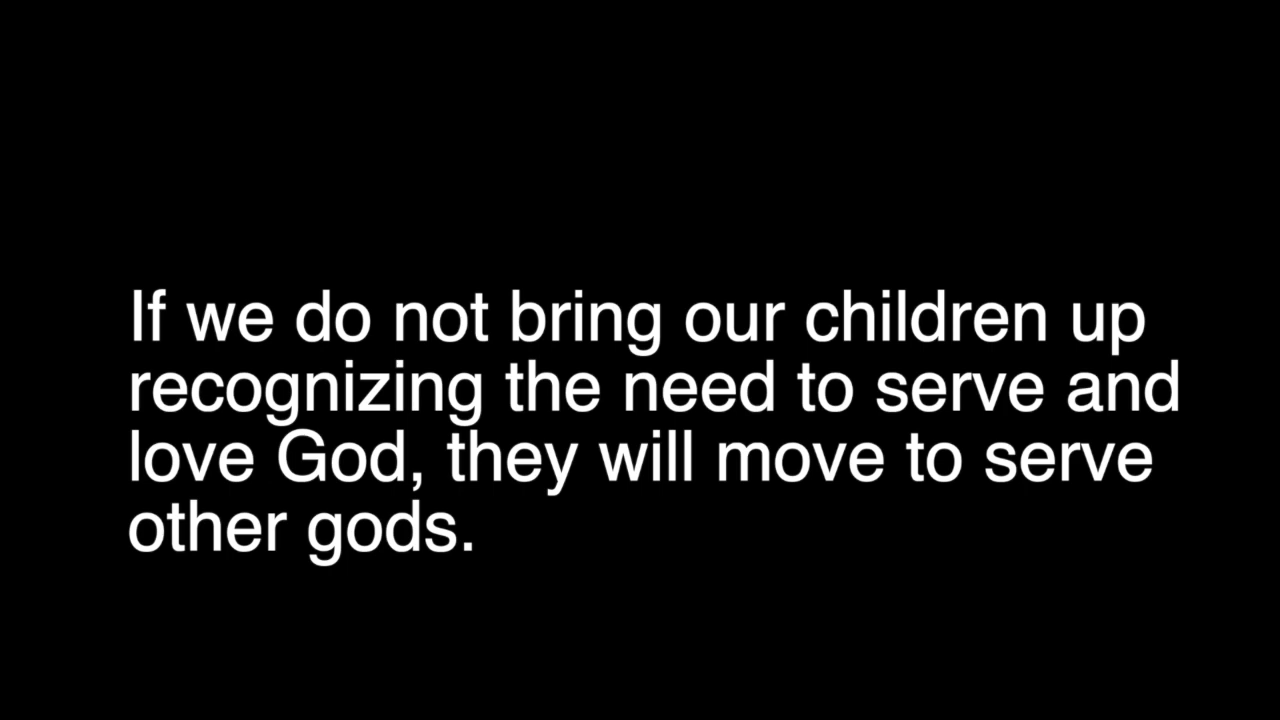 If we do not bring our children up
recognizing the need to serve and
love God, they will move to serve
other gods.